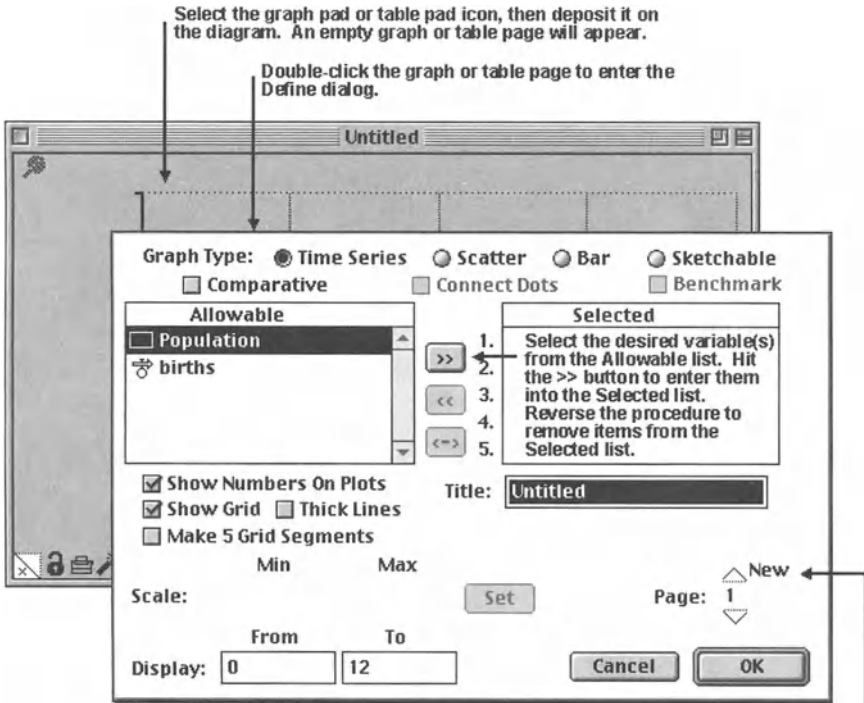 Select the graph pad or table pad icon, then deposit it on
the diagram. An empty graph or table page will appear.
Double-click the graph or table page to enter the
Define dialog.
Untitled
Graph Type: Time Series Scatter Bar Sketchable
Comparative Connect Dots Benchmark
Allowable
Population
births
>>
<<
<=>
1.
2.
3.
4.
5.
Selected
Select the desired variable(s)
from the Allowable list. Hit
the >> button to enter them
into the Selected list.
Reverse the procedure to
remove items from the
Selected list.
Show Numbers On Plots
Show Grid Thick Lines
Make 5 Grid Segments
Title: Untitled
Min Max
Scale: Set
Page: 1
New
From To
Display: 0 12
Cancel OK